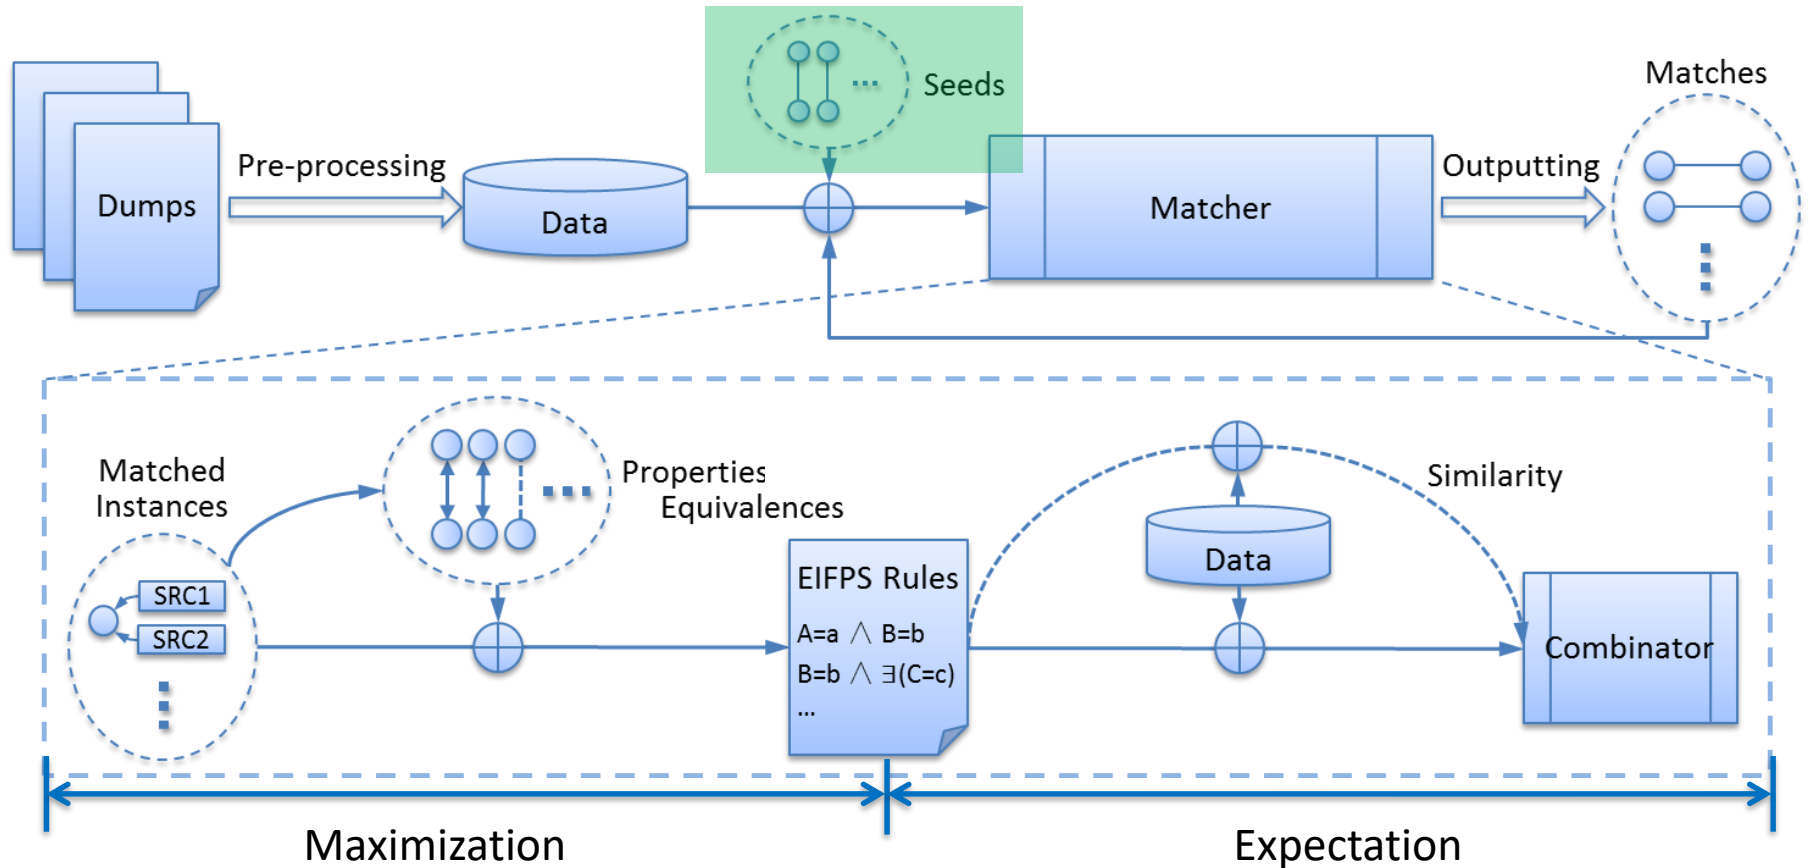 Seeds
Matches
Pre-processing
Outputting
Dumps
Data
Matcher
Matched
Instances
Properties
Equivalences
Similarity
SRC1
SRC2
EIFPS Rules
A=a ∧ B=b
B=b ∧ ∃(C=c)
...
Data
Combinator
Maximization
Expectation